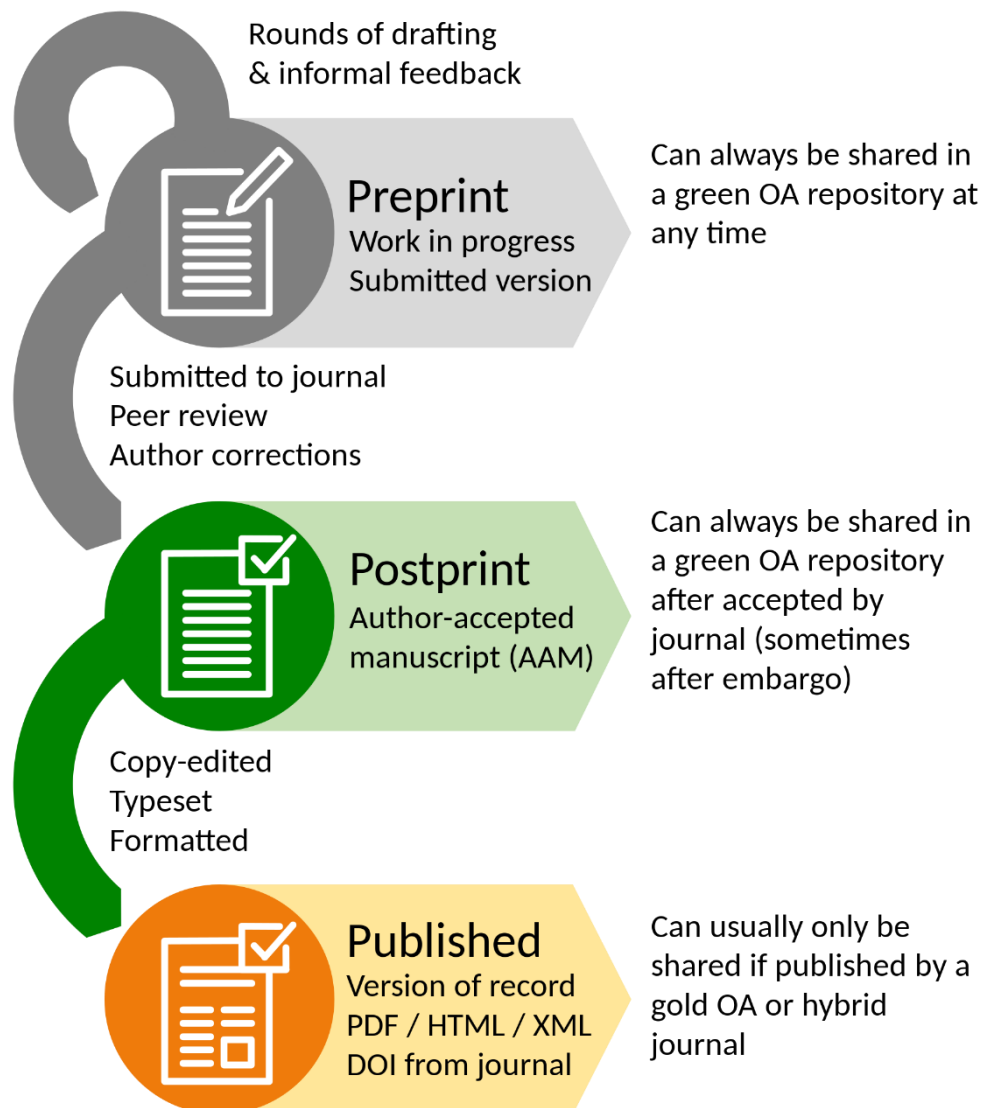 Rounds of drafting
& informal feedback
Preprint
Work in progress
Submitted version
Can always be shared in
a green OA repository at
any time
Submitted to journal
Peer review
Author corrections
Postprint
Author-accepted
manuscript (AAM)
Can always be shared in
a green OA repository
after accepted by
journal (sometimes
after embargo)
Copy-edited
Typeset
Formatted
Published
Version of record
PDF / HTML / XML
DOI from journal
Can usually only be
shared if published by a
gold OA or hybrid
journal